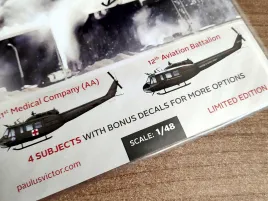 1st Medical Company (AA)
12th Aviation Battalion
4 SUBJECTS WITH BONUS DECALS FOR MORE OPTIONS
paulusvictor.com
SCALE: 1/48
LIMITED EDITION